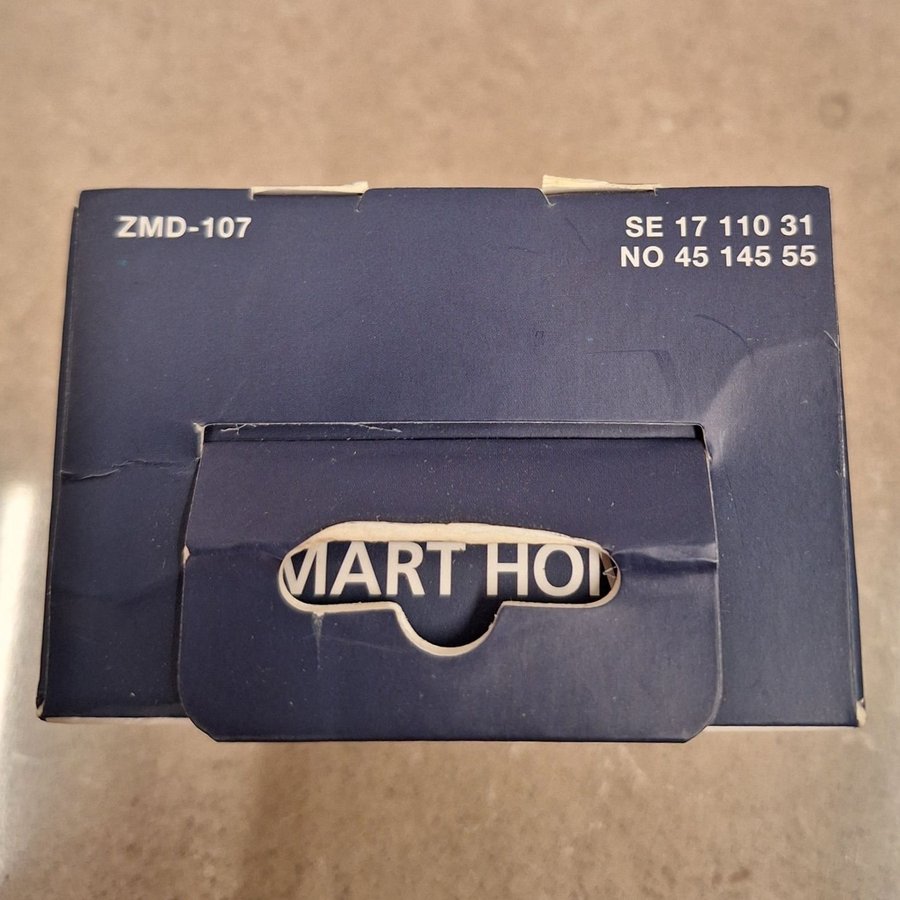 ZMD-107
SE 17 110 31
NO 45 145 55
MART HO